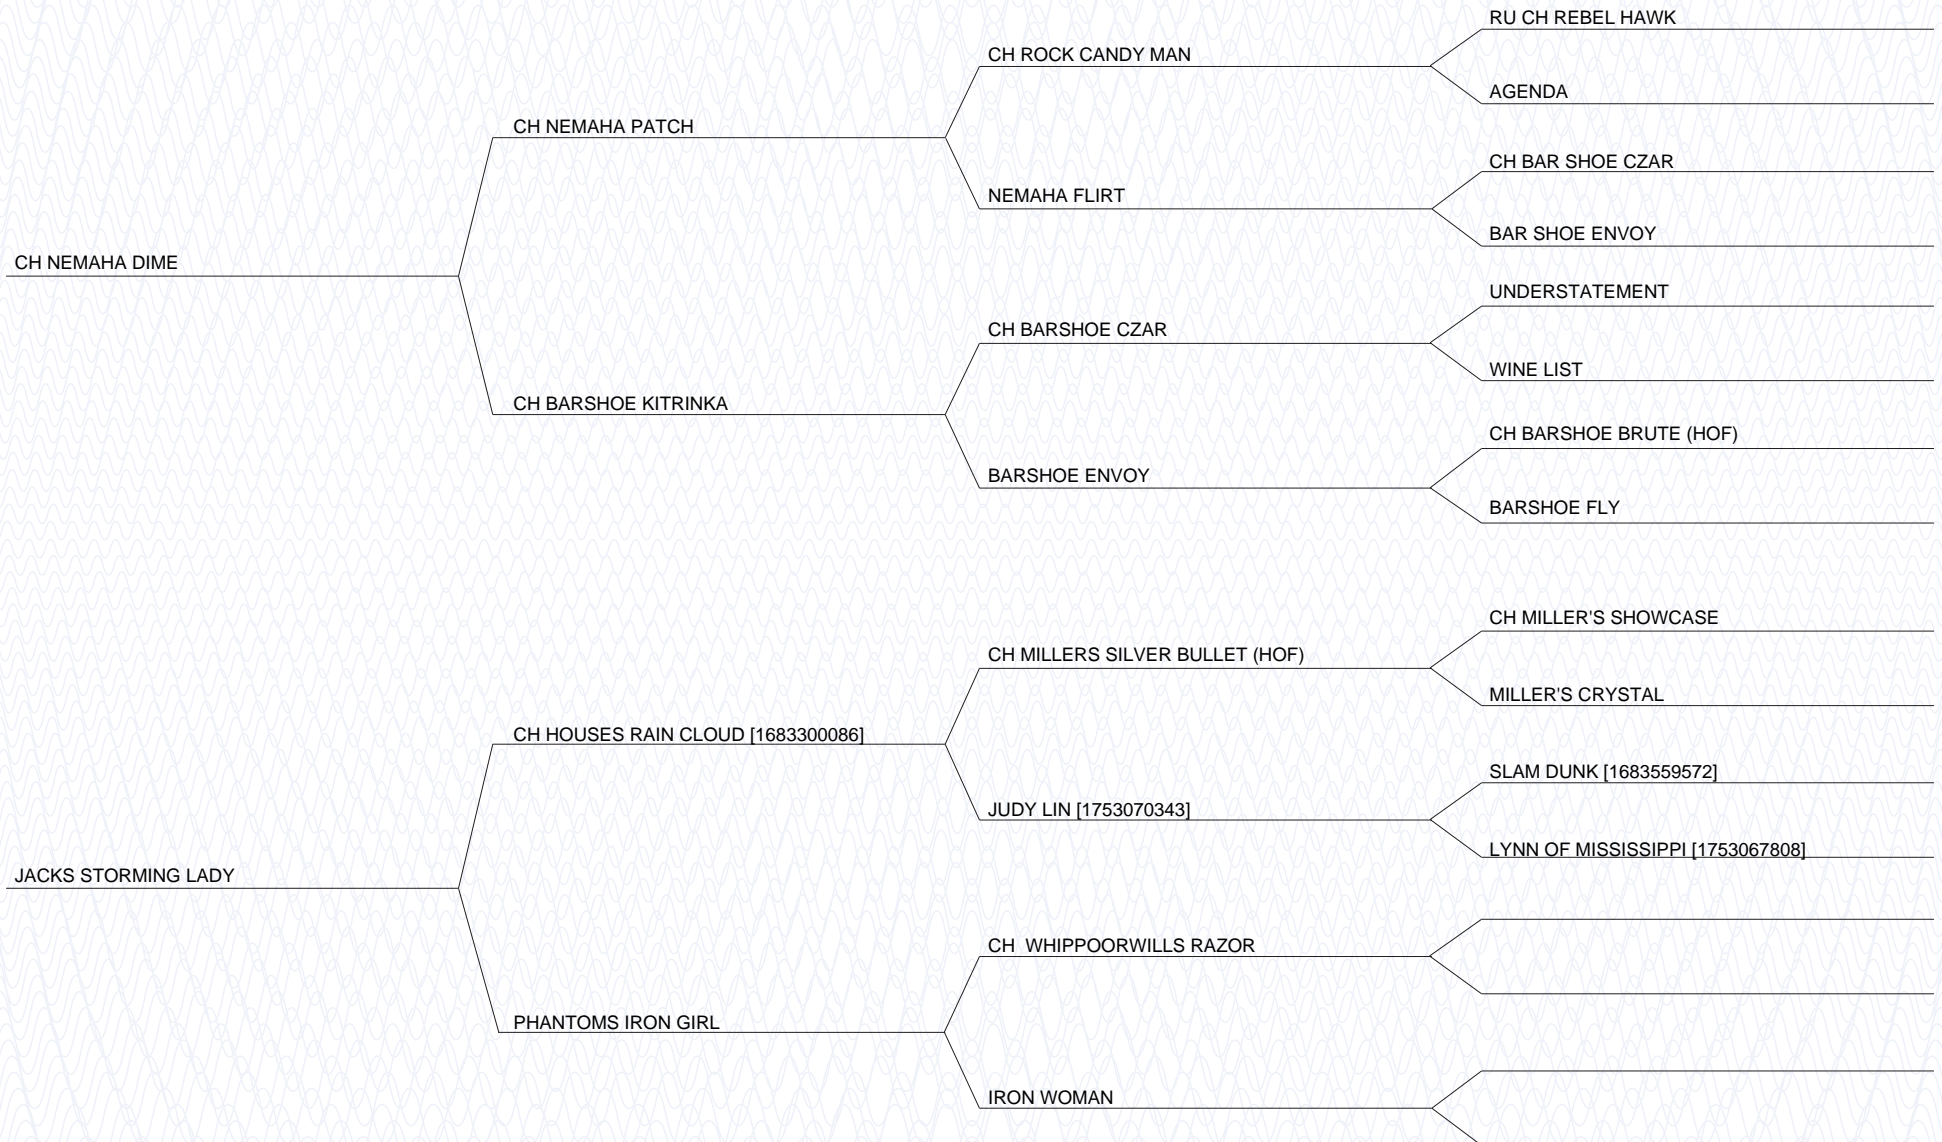 RU CH REBEL HAWK
CH ROCK CANDY MAN
AGENDA
CH NEMAHA PATCH
CH BAR SHOE CZAR
NEMAHA FLIRT
BAR SHOE ENVOY
CH NEMAHA DIME
UNDERSTATEMENT
CH BARSHOE CZAR
WINE LIST
CH BARSHOE KITRINKA
CH BARSHOE BRUTE (HOF)
BARSHOE ENVOY
BARSHOE FLY
CH MILLER'S SHOWCASE
CH MILLERS SILVER BULLET (HOF)
MILLER'S CRYSTAL
CH HOUSES RAIN CLOUD [1683300086]
SLAM DUNK [1683559572]
JUDY LIN [1753070343]
LYNN OF MISSISSIPPI [1753067808]
JACKS STORMING LADY
CH  WHIPPOORWILLS RAZOR
PHANTOMS IRON GIRL
IRON WOMAN